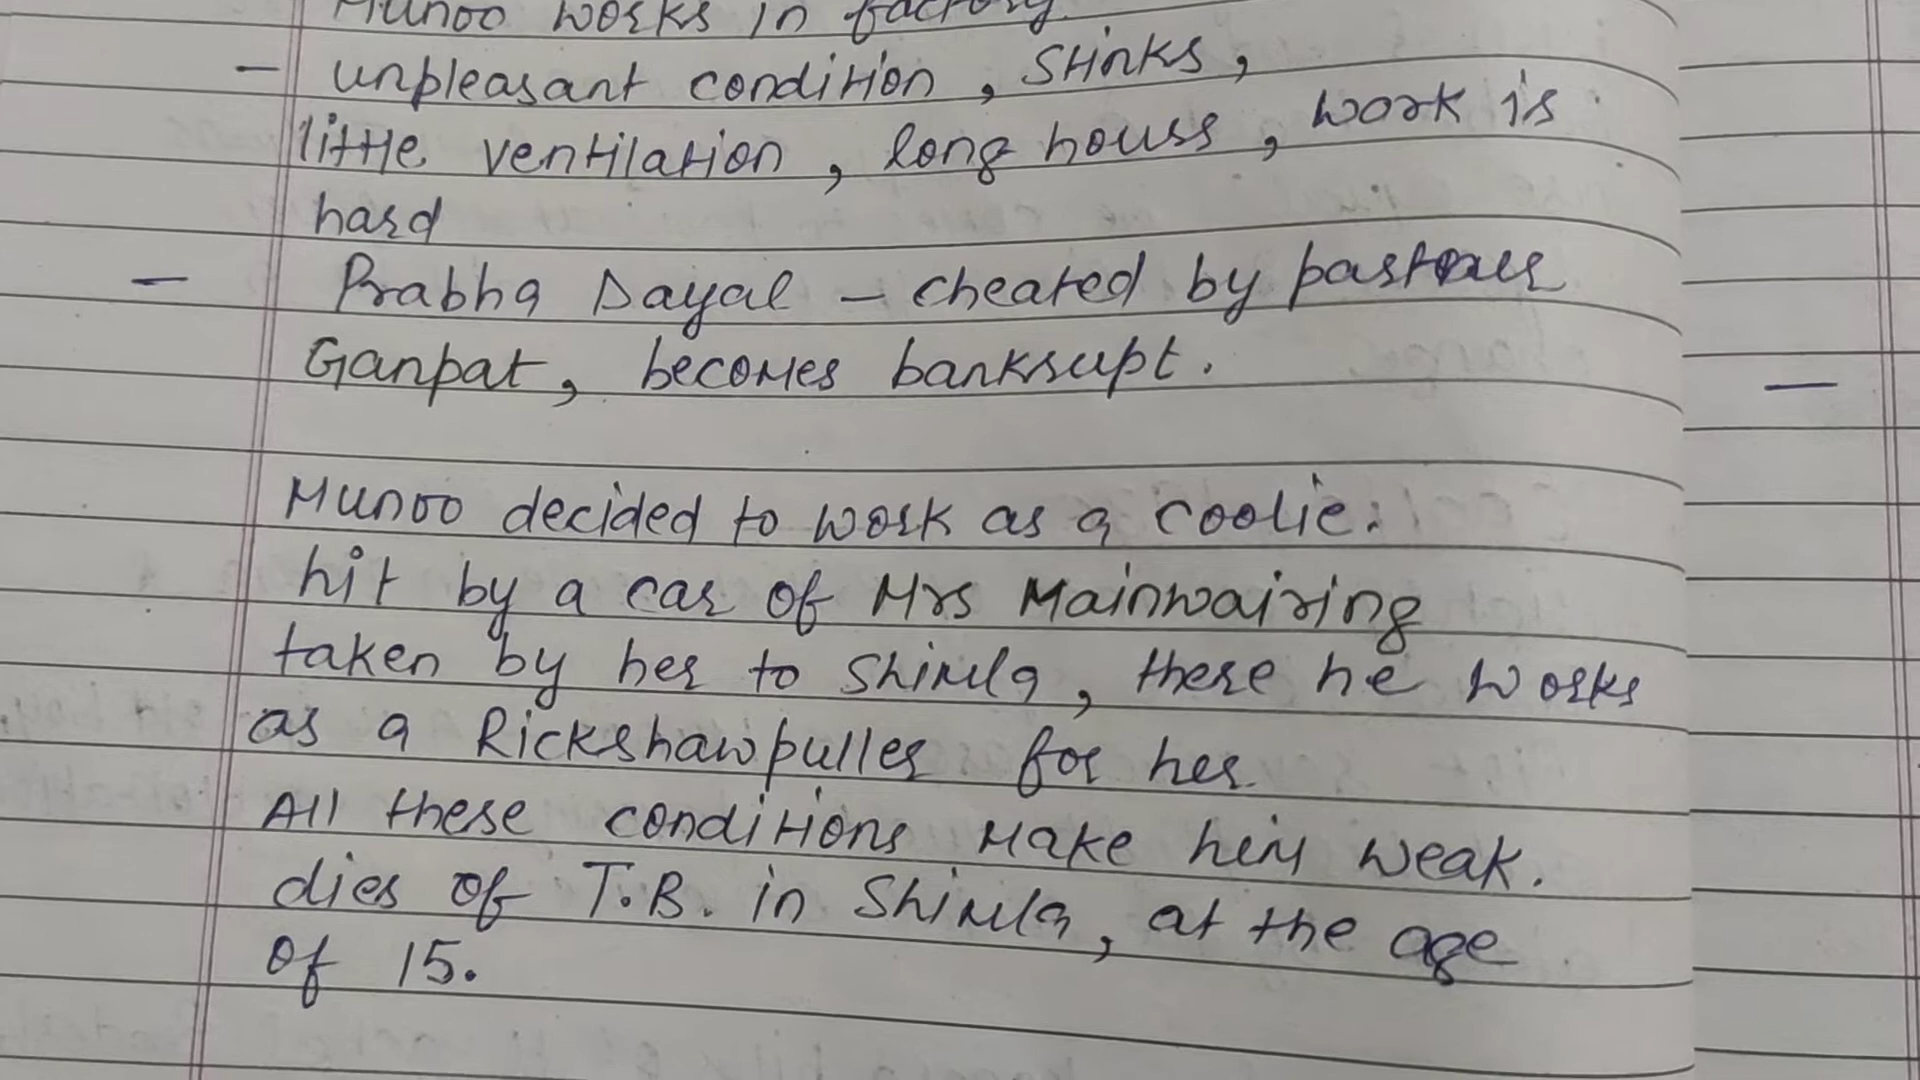 Munoo works in factory
— unpleasant condition, stinks,
little ventilation, long hours, work is
hard
— Prabha Dayal – cheated by partner
Ganpat, becomes bankrupt.
Munoo decided to work as a coolie.
hit by a car of Mrs Mainwairing
taken by her to Shimla, there he works
as a Rickshawpuller for her
All these conditions make him weak.
dies of T.B. in Shimla, at the age
of 15.